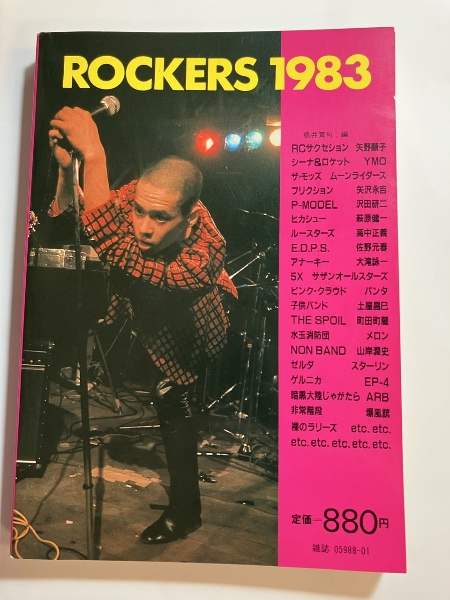 ROCKERS 1983
森井賞句 編
RCサクセション 矢野顕子
シーナ&ロケット YMO
ザ・モッズ ムーンライダース
フリクション 矢沢永吉
P-MODEL 沢田研二
ヒカシュー 萩原健一
ルースターズ 高中正義
E.D.P.S. 佐野元春
アナーキー 大滝詠一
5X サザンオールスターズ
ピンク・クラウド パンタ
子供バンド 土屋昌巳
THE SPOIL 町田町蔵
水玉消防団 メロン
NON BAND 山岸潤史
ゼルダ スターリン
ゲルニカ EP-4
暗黒大陸じゃがたら ARB
非常階段 爆風銃
裸のラリーズ etc. etc.
etc. etc. etc. etc. etc.
定価―880円
雑誌 05988-01